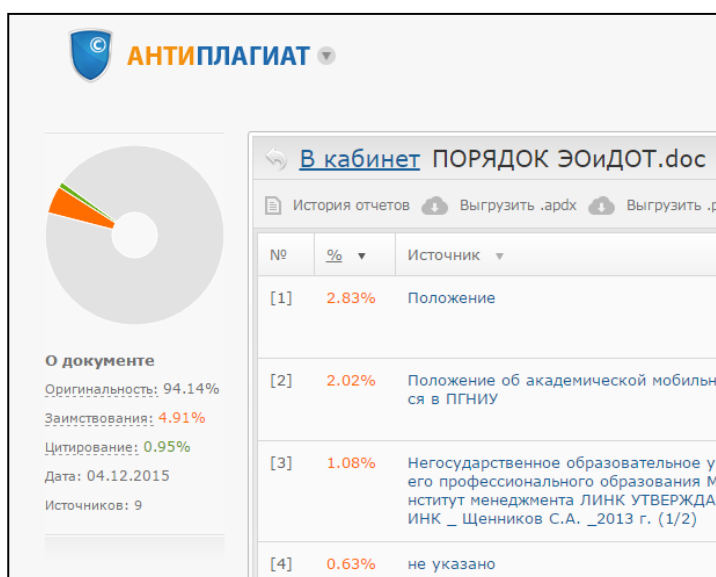 ©
АНТИПЛАГИАТ
О документе
Оригинальность: 94.14%
Заимствования: 4.91%
Цитирование: 0.95%
Дата: 04.12.2015
Источников: 9
В кабинет ПОРЯДОК ЭОиДОТ.doc
История отчетов Выгрузить .apdx Выгрузить
№ % Источник
[1] 2.83% Положение
[2] 2.02% Положение об академической мобильн
ся в ПГНИУ
[3] 1.08% Негосударственное образовательное у
его профессионального образования М
нститут менеджмента ЛИНК УТВЕРЖДА
ИНК _ Щенников С.А. _2013 г. (1/2)
[4] 0.63% не указано